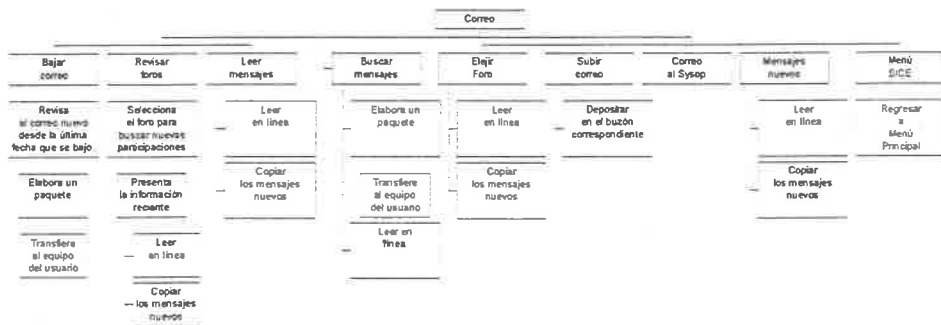 Correo
Bajar
correo
Revisar
foros
Leer
mensajes
Buscar
mensajes
Elejir
Foro
Subir
correo
Correo
al Sysop
Mensajes
nuevos
Menú
SICE
Revisa
el correo nuevo
desde la última
fecha que se bajo
Elabora un
paquete
Transfiere
al equipo
del usuario
Selecciona
el foro para
buscar nuevas
participaciones
Presenta
la información
reciante
Leer
en línea
Copiar
los mensajes
nuevos
Leer
en línea
Copiar
los mensajes
nuevos
Elabora un
paquete
Transfiere
al equipo
del usuario
Leer en
línea
Leer
en línea
Copiar
los mensajes
nuevos
Depositar
en el buzón
correspondiente
Leer
en línea
Copiar
los mensajes
nuevos
Regresar
a
Menú
Principal